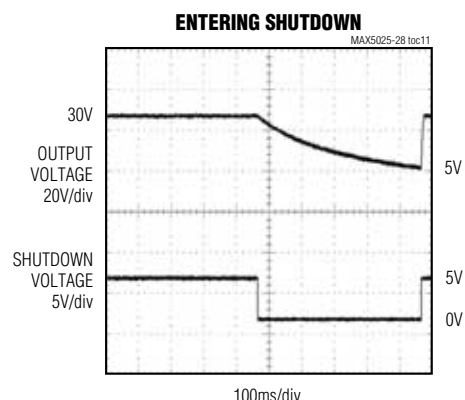 ENTERING SHUTDOWN
MAX5025-28 toc11
30V
OUTPUT
VOLTAGE
20V/div
5V
SHUTDOWN
VOLTAGE
5V/div
5V
0V
100ms/div